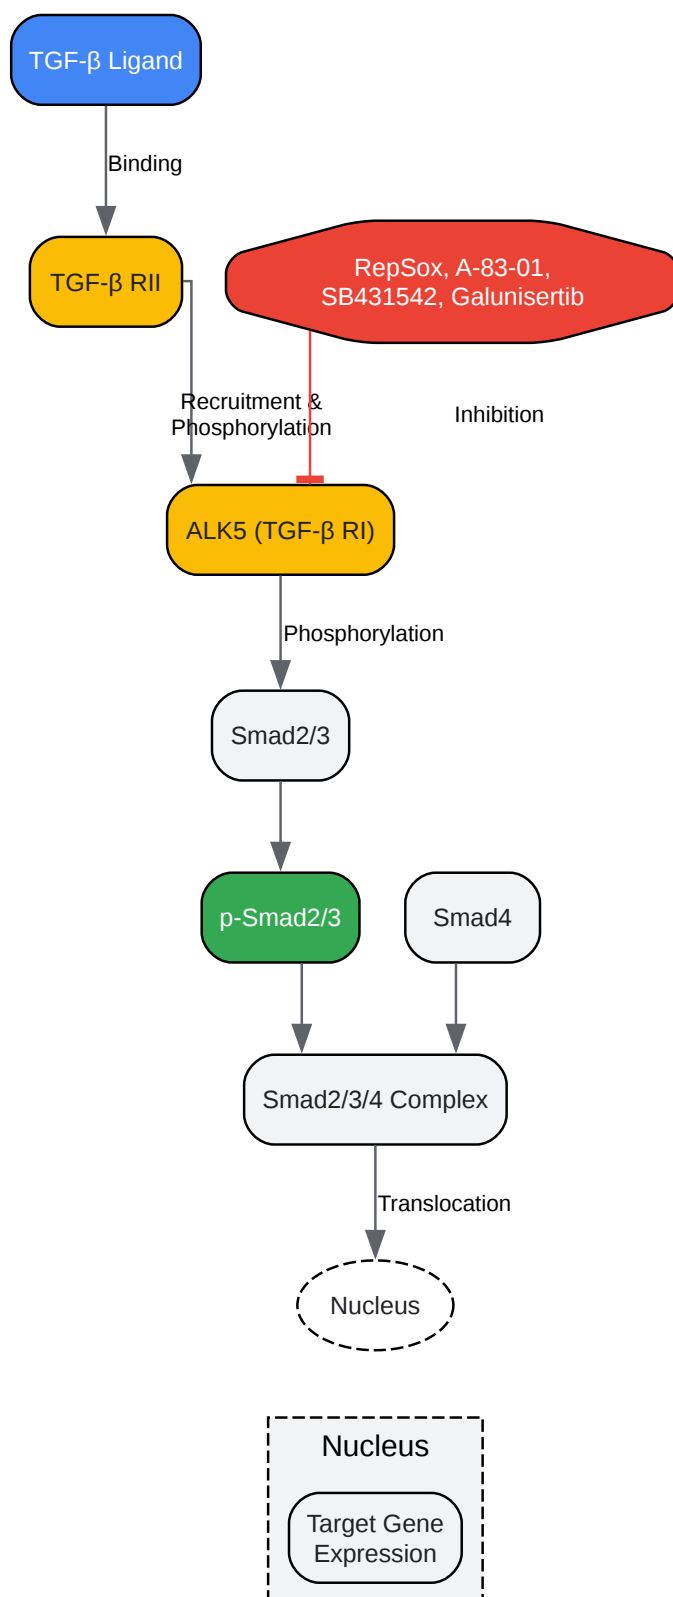 TGF-β Ligand
Binding
TGF-β RII
RepSox, A-83-01,
SB431542, Galunisertib
Recruitment &
Phosphorylation
Inhibition
ALK5 (TGF-β RI)
Phosphorylation
Smad2/3
p-Smad2/3
Smad4
Smad2/3/4 Complex
Translocation
Nucleus
Nucleus
Target Gene
Expression